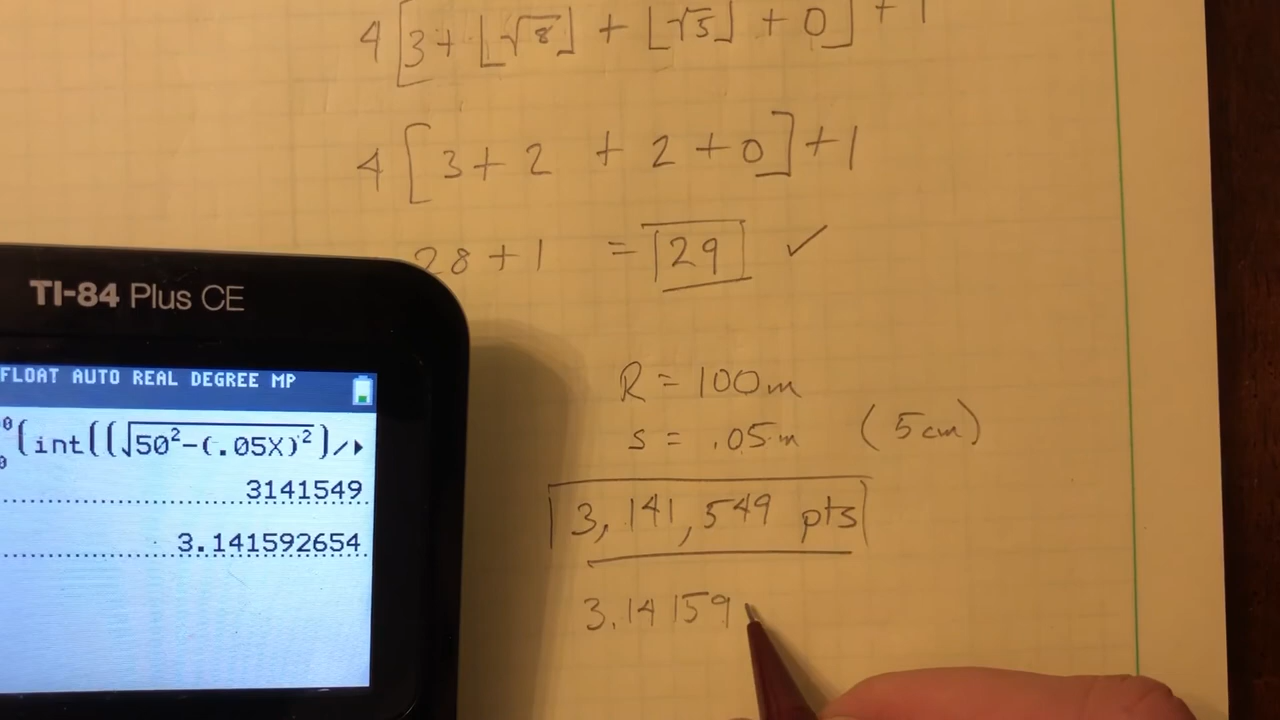 4[3+⌊√8⌋ + ⌊√5⌋ + 0] + 1
4[3+2 + 2+0]+1
28+1 = 29 ✓
TI-84 Plus CE
FLOAT AUTO REAL DEGREE MP
(int((√50²-(.05X)²)/
3141549
3.141592654
R = 100m
s = .05m (5cm)
3,141,549 pts
3.14159